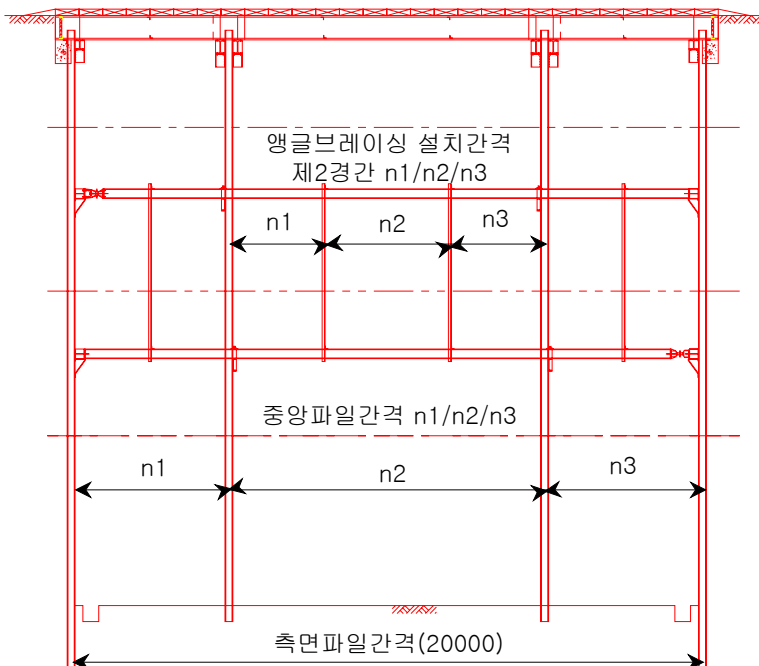 앵글브레이싱 설치간격
제2경간 n1/n2/n3
n1 n2 n3
중앙파일간격 n1/n2/n3
n1 n2 n3
측면파일간격(20000)